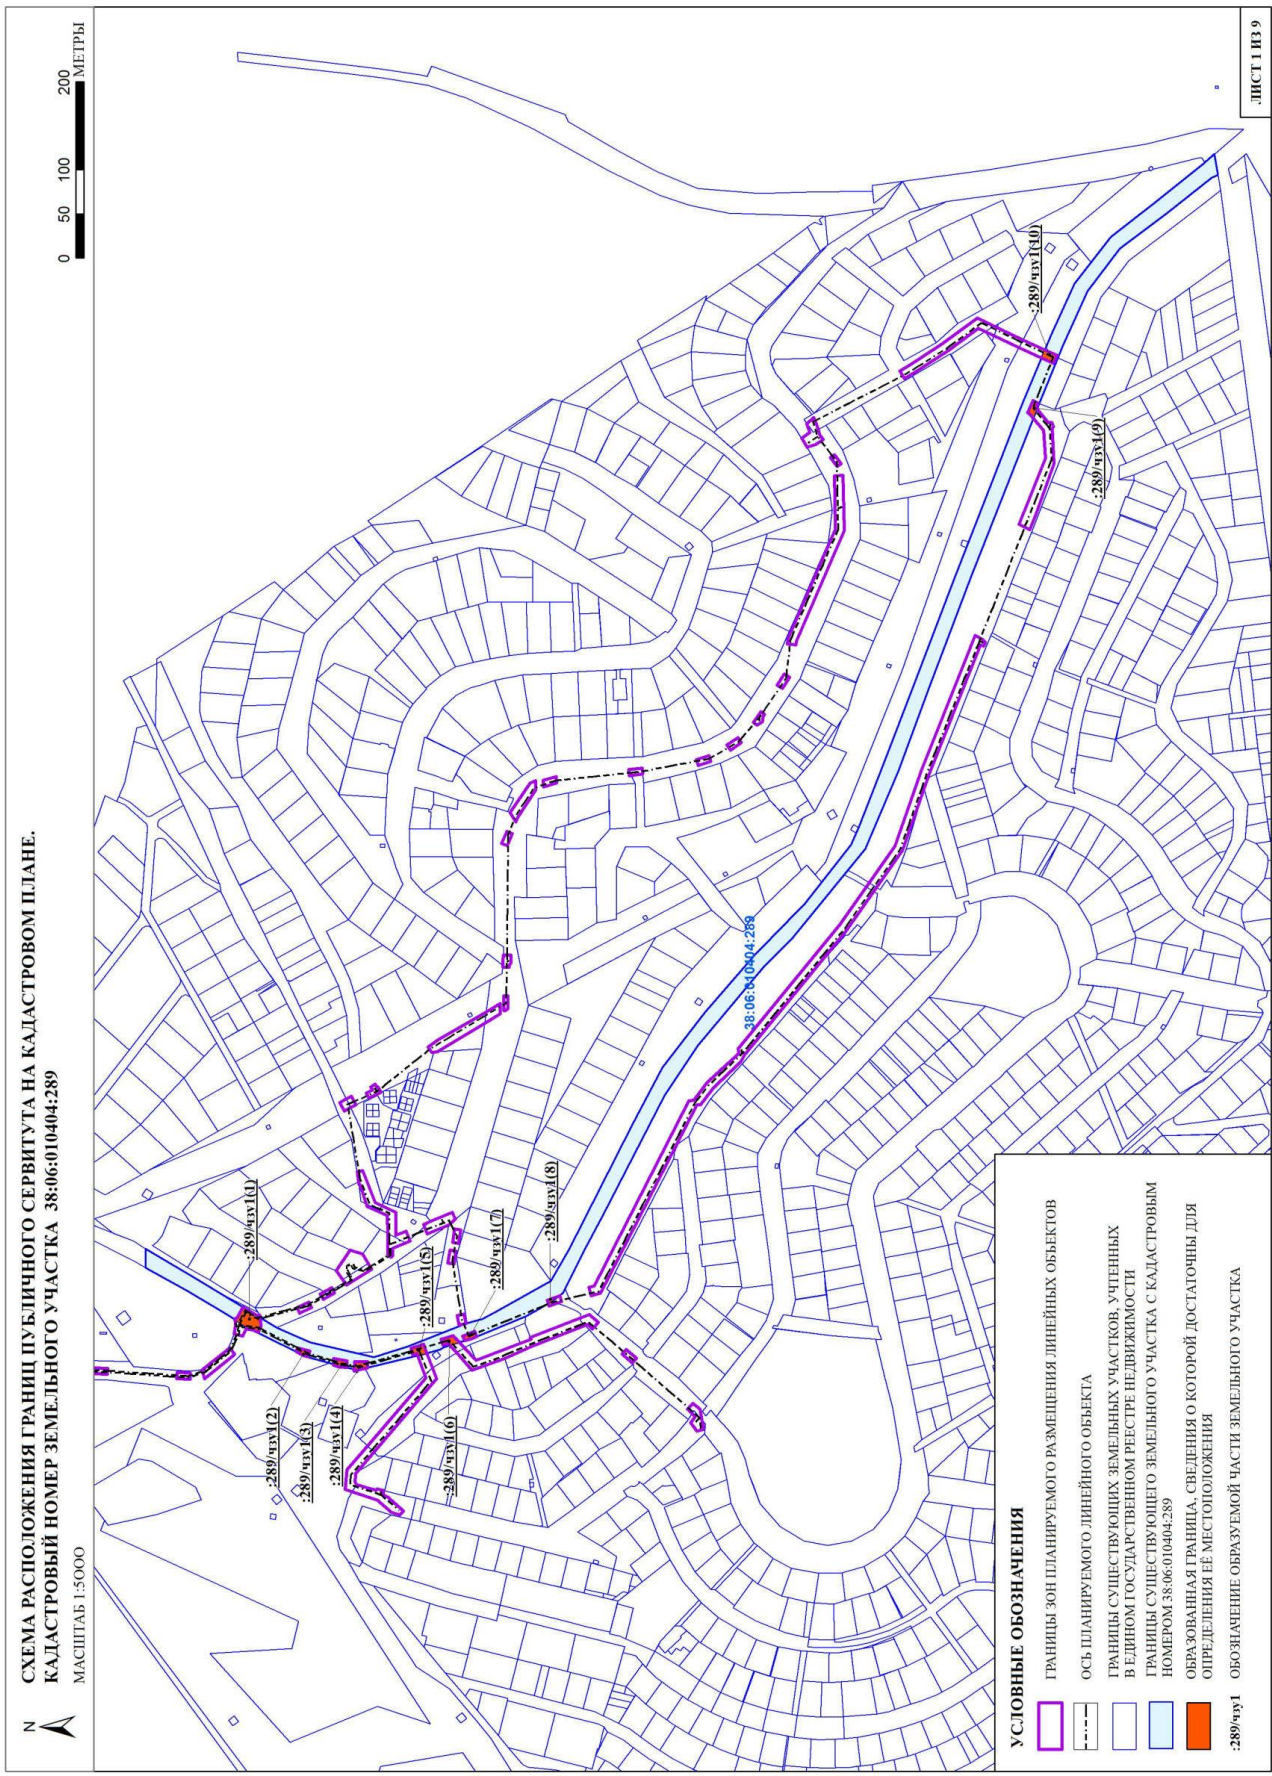 СХЕМА РАСПОЛОЖЕНИЯ ГРАНИЦ ПУБЛИЧНОГО СЕРВИТУТА НА КАДАСТРОВОМ ПЛАНЕ.
КАДАСТРОВЫЙ НОМЕР ЗЕМЕЛЬНОГО УЧАСТКА 38:06:010404:289
МАСШТАБ 1:5000
N
0 50 100 200
МЕТРЫ
:289/чзу1(1)
:289/чзу1(2)
:289/чзу1(3)
:289/чзу1(4)
:289/чзу1(5)
:289/чзу1(6)
:289/чзу1(7)
:289/чзу1(8)
38:06:010404:289
:289/чзу1(9)
:289/чзу1(10)
УСЛОВНЫЕ ОБОЗНАЧЕНИЯ
ГРАНИЦЫ ЗОН ПЛАНИРУЕМОГО РАЗМЕЩЕНИЯ ЛИНЕЙНЫХ ОБЪЕКТОВ
ОСЬ ПЛАНИРУЕМОГО ЛИНЕЙНОГО ОБЪЕКТА
ГРАНИЦЫ СУЩЕСТВУЮЩИХ ЗЕМЕЛЬНЫХ УЧАСТКОВ, УЧТЕННЫХ
В ЕДИНОМ ГОСУДАРСТВЕННОМ РЕЕСТРЕ НЕДВИЖИМОСТИ
ГРАНИЦЫ СУЩЕСТВУЮЩЕГО ЗЕМЕЛЬНОГО УЧАСТКА С КАДАСТРОВЫМ
НОМЕРОМ 38:06:010404:289
ОБРАЗОВАННАЯ ГРАНИЦА, СВЕДЕНИЯ О КОТОРОЙ ДОСТАТОЧНЫ ДЛЯ
ОПРЕДЕЛЕНИЯ ЕЁ МЕСТОПОЛОЖЕНИЯ
:289/чзу1 ОБОЗНАЧЕНИЕ ОБРАЗУЕМОЙ ЧАСТИ ЗЕМЕЛЬНОГО УЧАСТКА
ЛИСТ 1 ИЗ 9